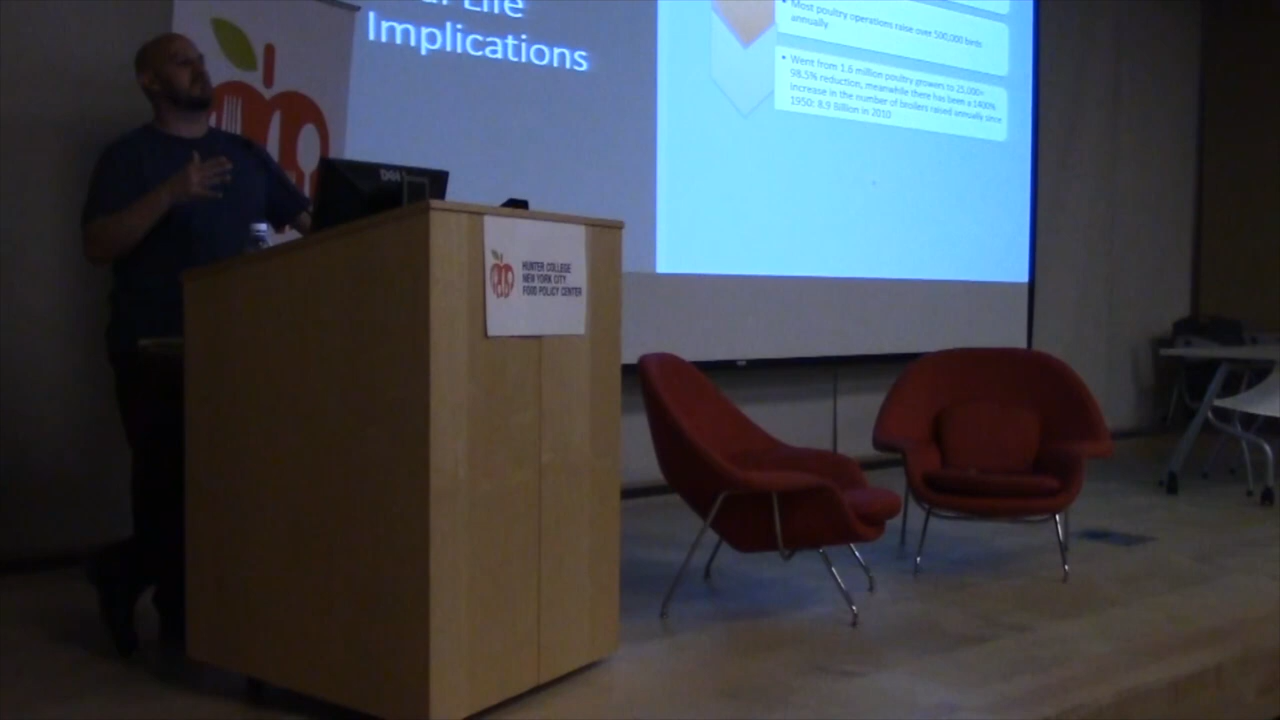 Life
Implications
• Most poultry operations raise over 500,000 birds
annually
• Went from 1.6 million poultry growers to 25,000=
98.5% reduction, meanwhile there has been a 1400%
increase in the number of broilers raised annually since
1950: 8.9 Billion in 2010
DELL
HUNTER COLLEGE
NEW YORK CITY
FOOD POLICY CENTER